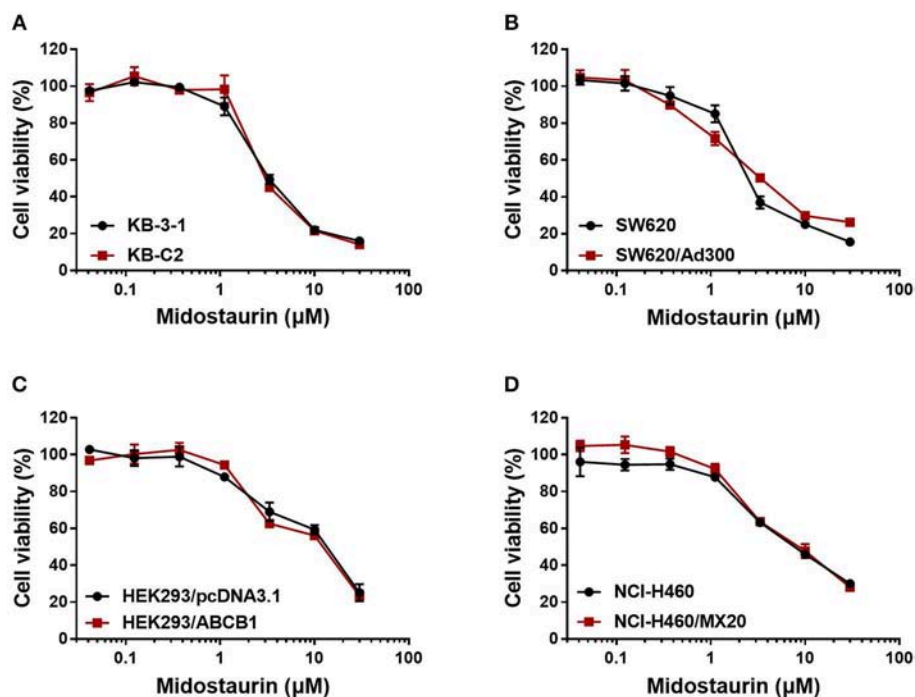 A
120
100
80
60
40
20
0
Cell viability (%)
KB-3-1
KB-C2
0.1 1 10 100
Midostaurin (µM)
B
120
100
80
60
40
20
0
Cell viability (%)
SW620
SW620/Ad300
0.1 1 10 100
Midostaurin (µM)
C
120
100
80
60
40
20
0
Cell viability (%)
HEK293/pcDNA3.1
HEK293/ABCB1
0.1 1 10 100
Midostaurin (µM)
D
120
100
80
60
40
20
0
Cell viability (%)
NCI-H460
NCI-H460/MX20
0.1 1 10 100
Midostaurin (µM)